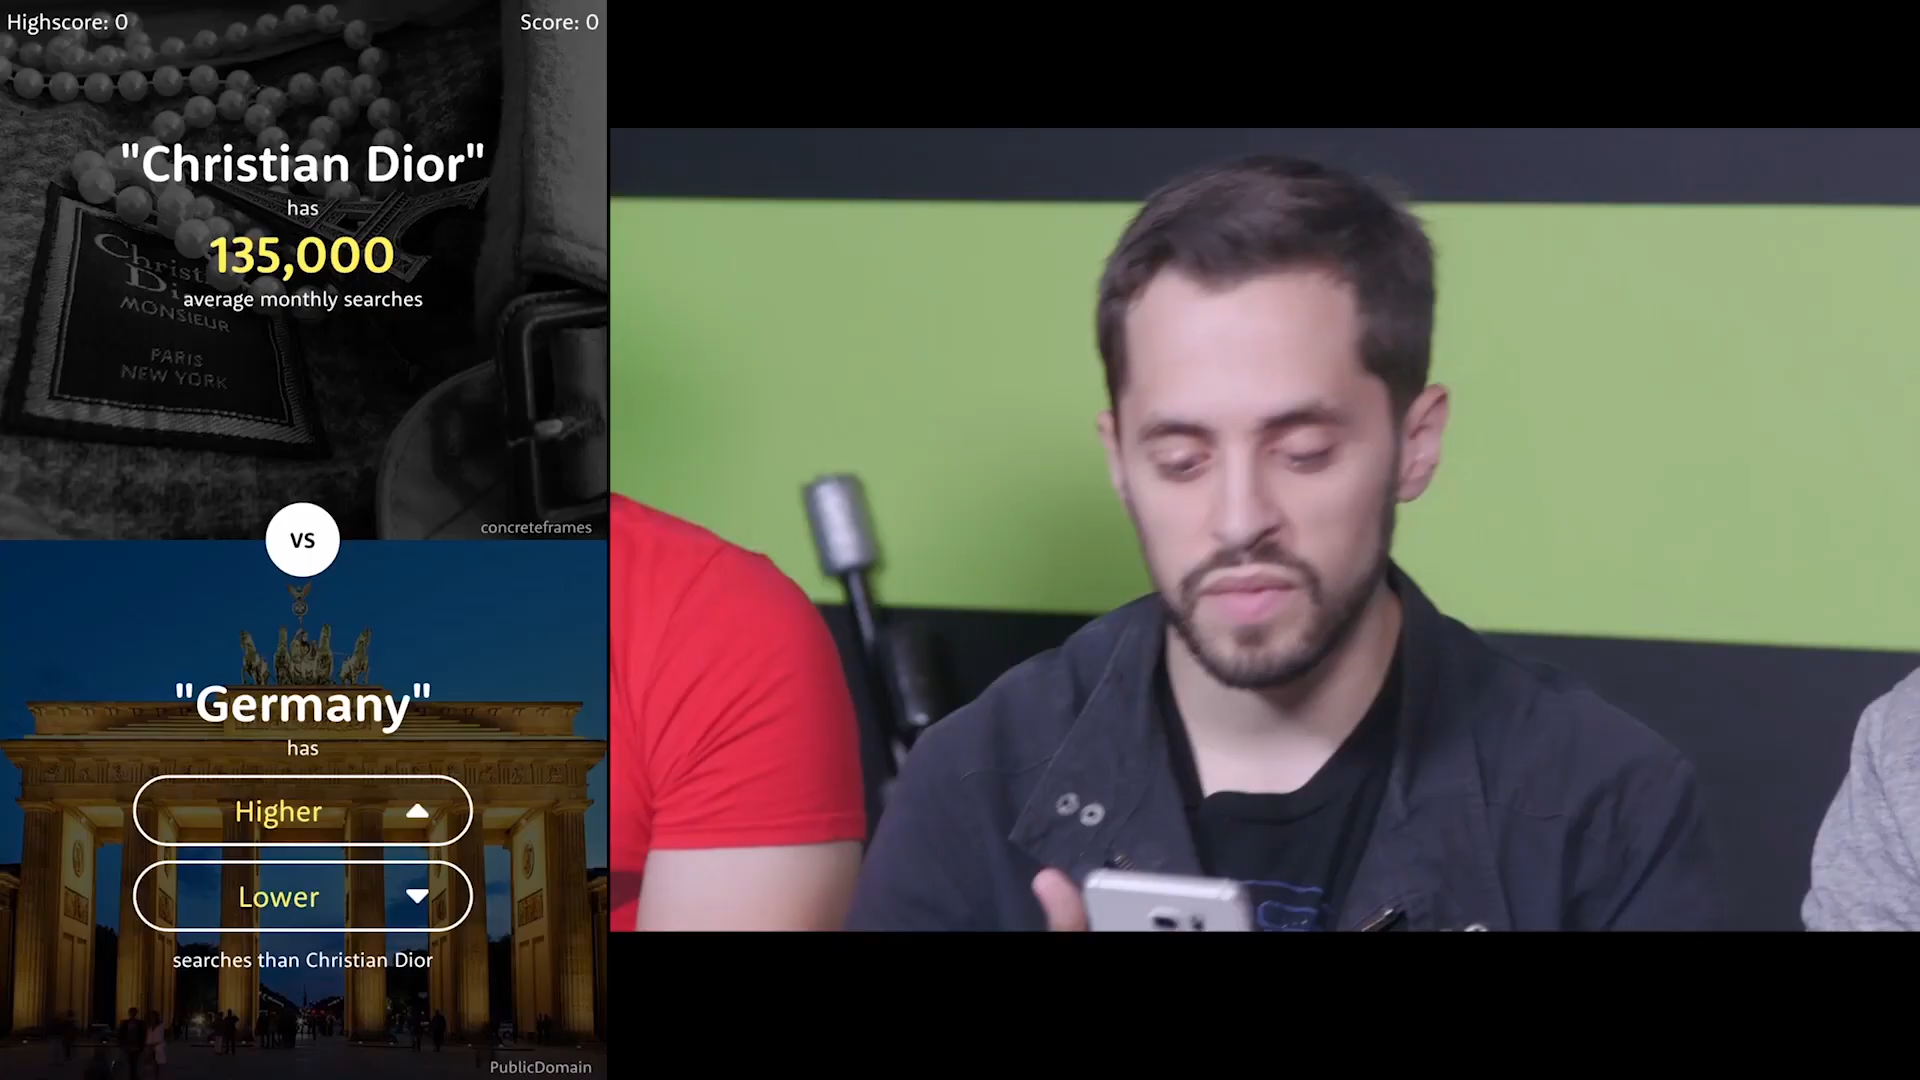 Highscore: 0
Score: 0
"Christian Dior"
has
135,000
average monthly searches
MONSIEUR
PARIS
NEW YORK
concreteframes
VS
"Germany"
has
Higher
Lower
searches than Christian Dior
PublicDomain